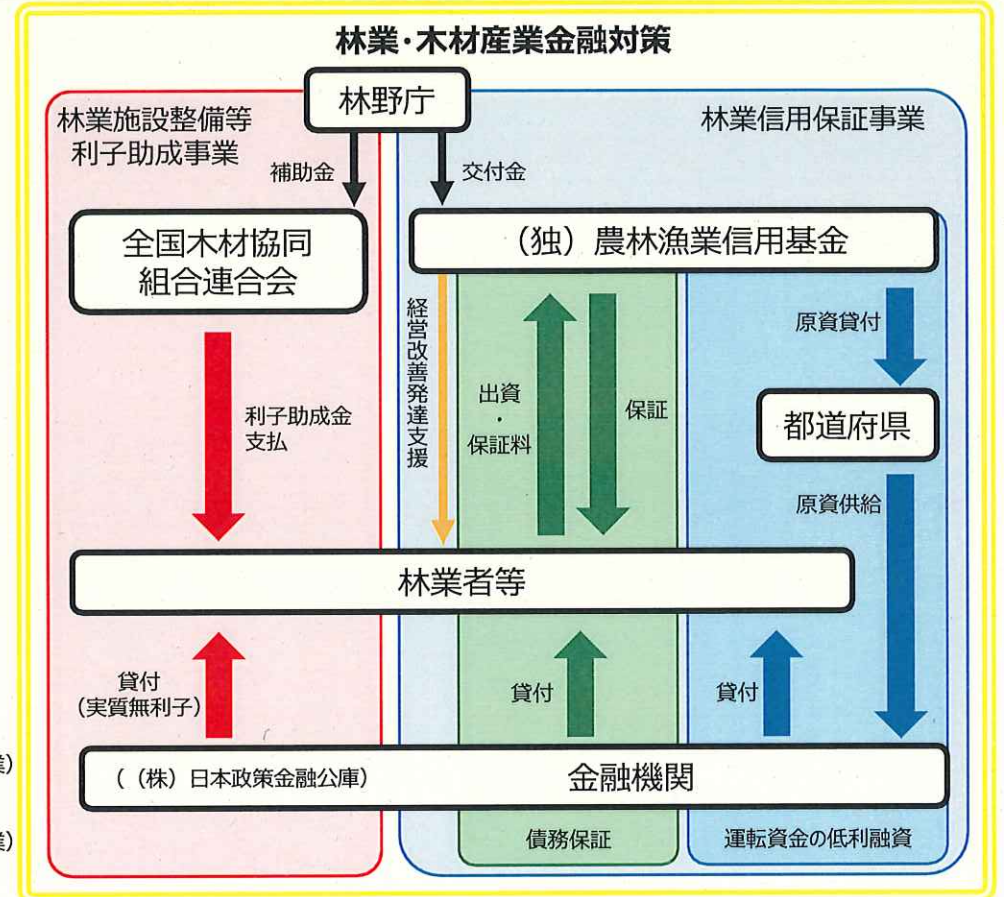 林業・木材産業金融対策
林野庁
林業施設整備等
利子助成事業
林業信用保証事業
補助金
交付金
全国木材協同
組合連合会
（独）農林漁業信用基金
経営改善発達支援
原資貸付
利子助成金
支払
出資
・
保証料
保証
都道府県
原資供給
林業者等
貸付
（実質無利子）
貸付
貸付
（（株）日本政策金融公庫）
金融機関
業）
業）
債務保証
運転資金の低利融資